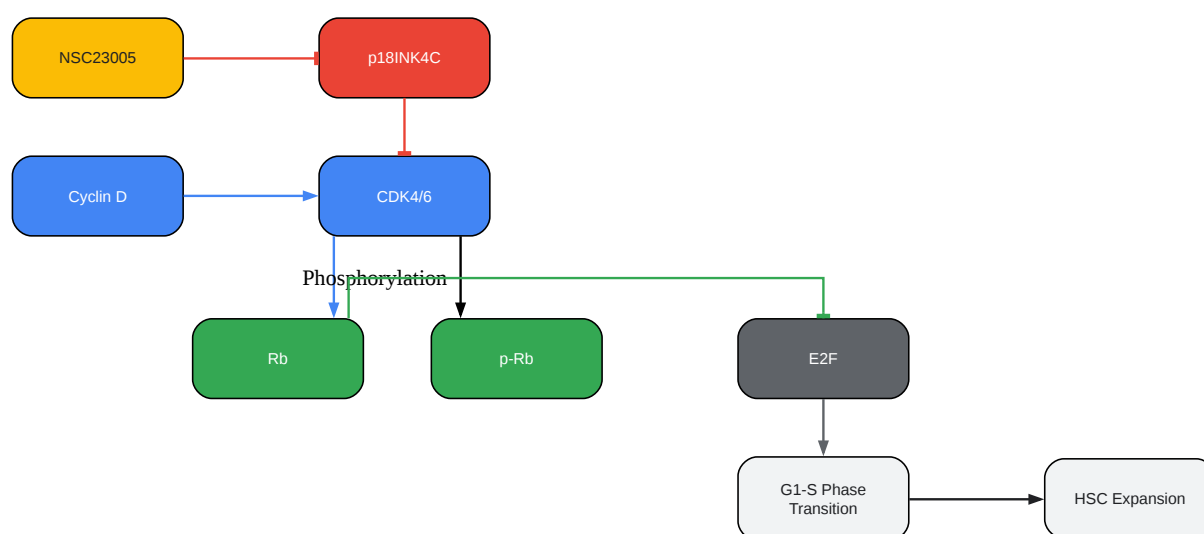 NSC23005
p18INK4C
Cyclin D
CDK4/6
Phosphorylation
Rb
p-Rb
E2F
G1-S Phase
Transition
HSC Expansion